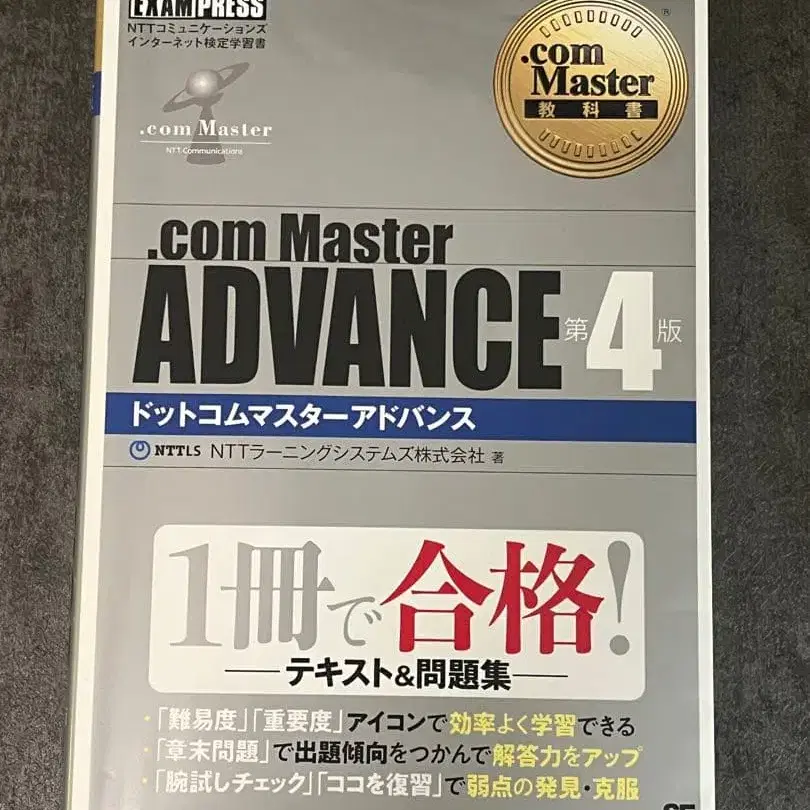 EXAMPRESS
NTTコミュニケーションズ
インターネット検定学習書
.com Master
NTT Communications
.com
Master
教科書
®
.com Master
ADVANCE 第4版
ドットコムマスターアドバンス
NTTLS NTTラーニングシステムズ株式会社 著
1冊で合格!
テキスト&問題集
・「難易度」「重要度」アイコンで効率よく学習できる
・「章末問題」で出題傾向をつかんで解答力をアップ
・「腕試しチェック」「ココを復習」で弱点の発見・克服